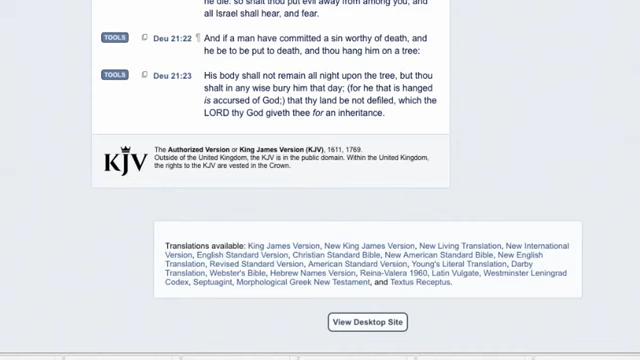 he die: so shalt thou put evil away from among you; and
all Israel shall hear, and fear.
TOOLS Deu 21:22 ¶ And if a man have committed a sin worthy of death, and
he be to be put to death, and thou hang him on a tree:
TOOLS Deu 21:23 His body shall not remain all night upon the tree, but thou
shalt in any wise bury him that day; (for he that is hanged
is accursed of God;) that thy land be not defiled, which the
LORD thy God giveth thee for an inheritance.
KJV
The Authorized Version or King James Version (KJV), 1611, 1769.
Outside of the United Kingdom, the KJV is in the public domain. Within the United Kingdom,
the rights to the KJV are vested in the Crown.
Translations available: King James Version, New King James Version, New Living Translation, New International
Version, English Standard Version, Christian Standard Bible, New American Standard Bible, New English
Translation, Revised Standard Version, American Standard Version, Young's Literal Translation, Darby
Translation, Webster's Bible, Hebrew Names Version, Reina-Valera 1960, Latin Vulgate, Westminster Leningrad
Codex, Septuagint, Morphological Greek New Testament, and Textus Receptus.
View Desktop Site